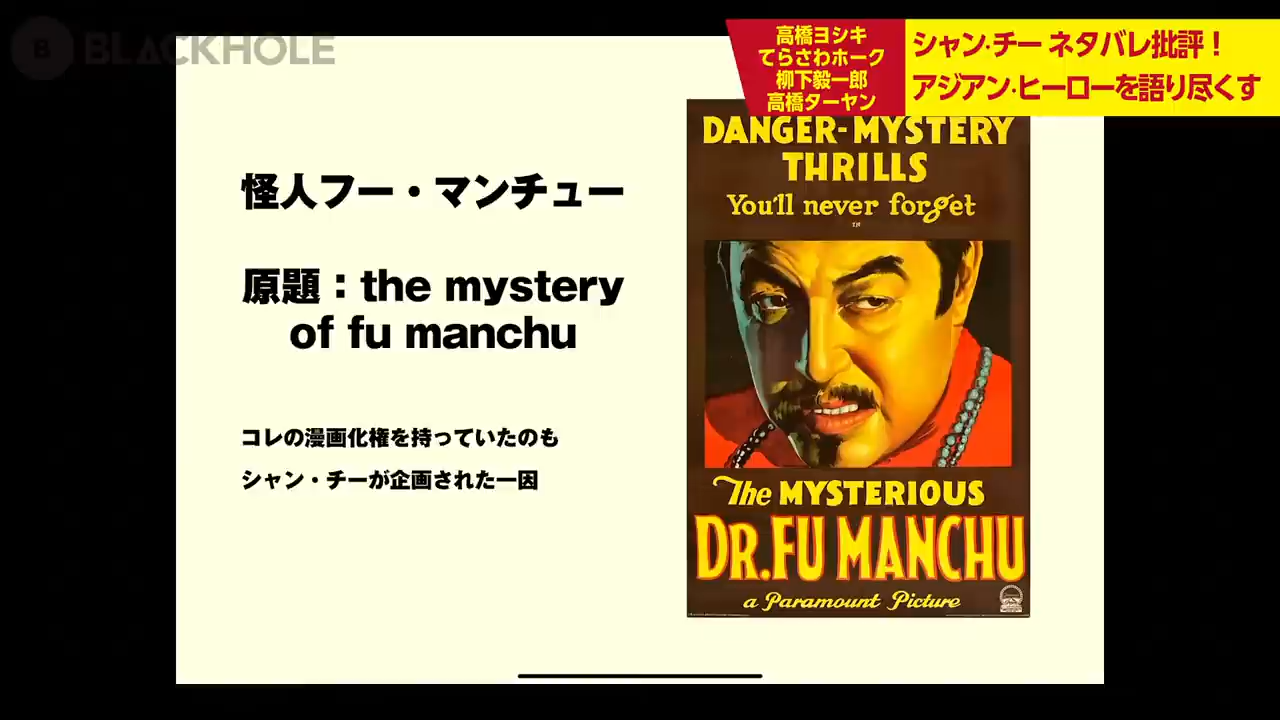 B BLACKHOLE
高橋ヨシキ
てらさわホーク
柳下毅一郎
高橋ターヤン
シャン・チー ネタバレ批評！
アジアン・ヒーローを語り尽くす
怪人フー・マンチュー
原題：the mystery
of fu manchu
コレの漫画化権を持っていたのも
シャン・チーが企画された一因
DANGER-MYSTERY
THRILLS
You'll never forget
IN
The MYSTERIOUS
DR. FU MANCHU
a Paramount Picture